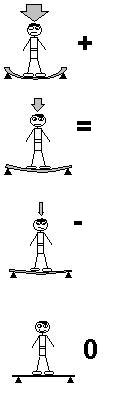 +
=
-
0